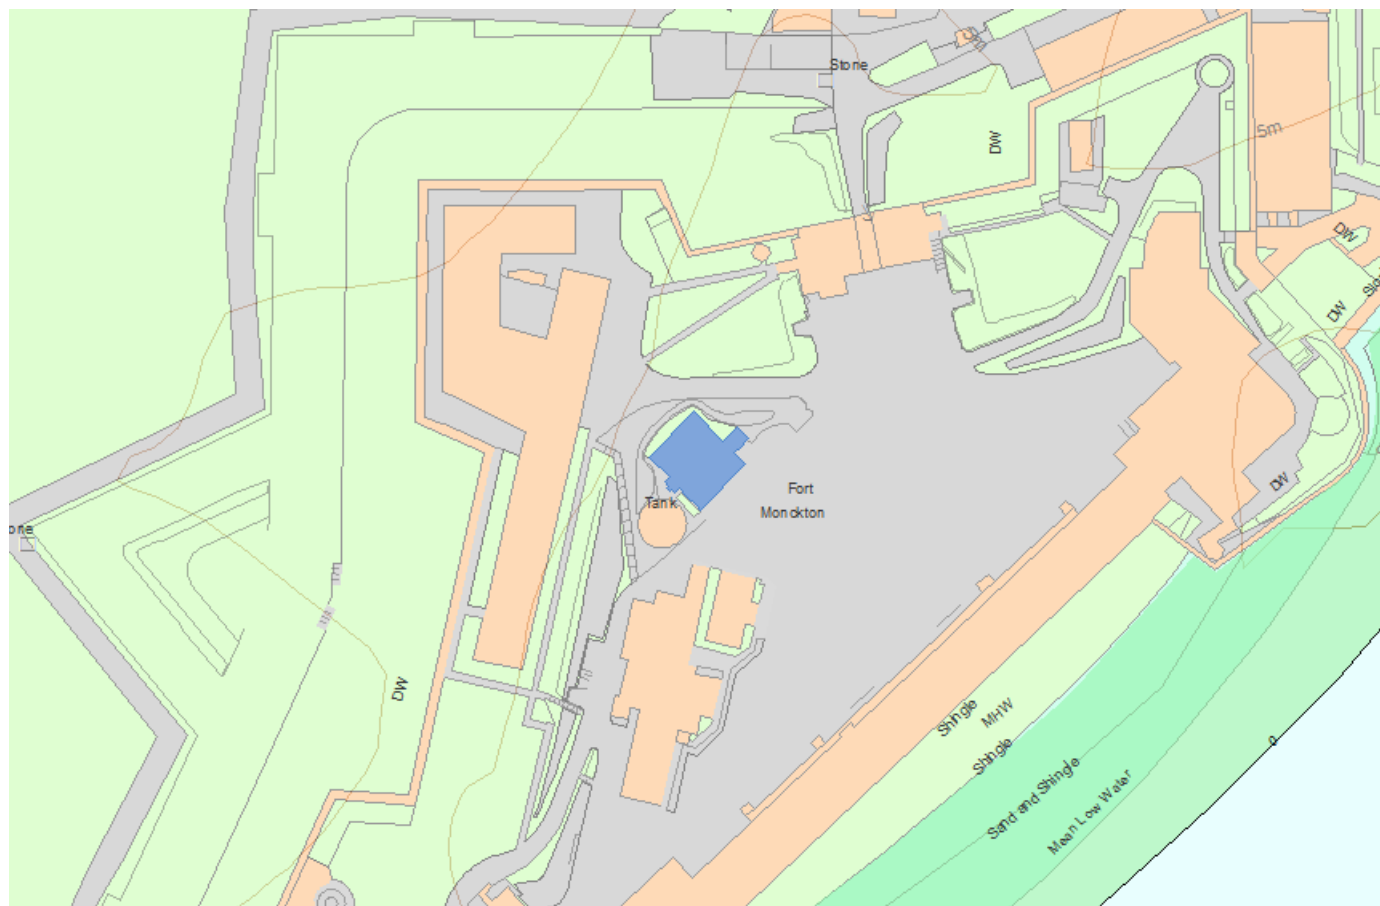 Stone
DW
5m
DW
DW
one
Tank
Fort
Monckton
DW
DW
Shingle
MHW
Shingle
Sand and Shingle
Mean Low Water
0